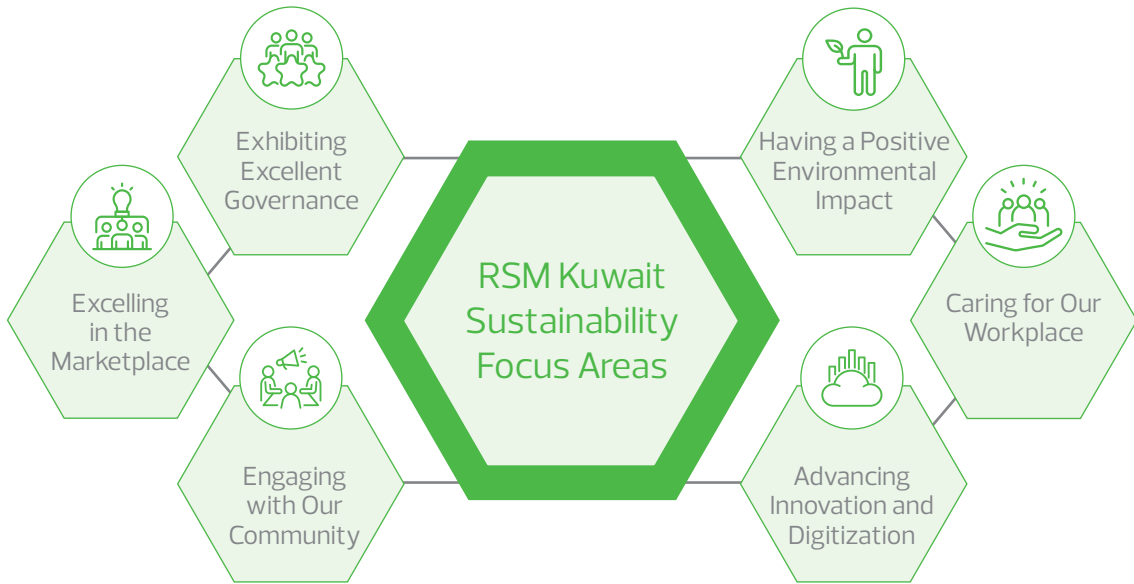 Exhibiting
Excellent
Governance
Having a Positive
Environmental
Impact
Excelling
in the
Marketplace
RSM Kuwait
Sustainability
Focus Areas
Caring for Our
Workplace
Engaging
with Our
Community
Advancing
Innovation and
Digitization